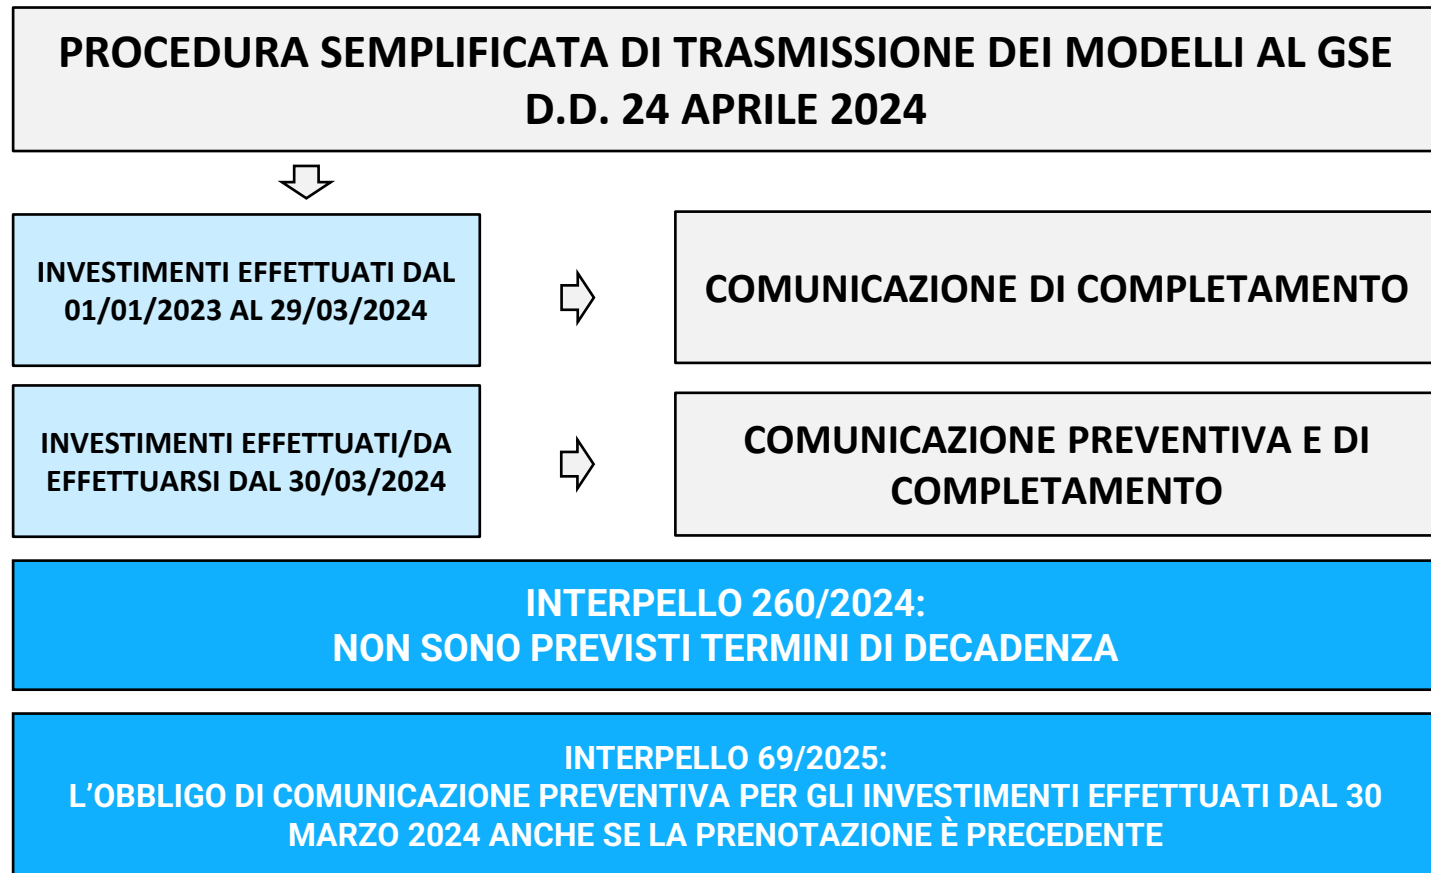 PROCEDURA SEMPLIFICATA DI TRASMISSIONE DEI MODELLI AL GSE
D.D. 24 APRILE 2024
INVESTIMENTI EFFETTUATI DAL
01/01/2023 AL 29/03/2024
COMUNICAZIONE DI COMPLETAMENTO
INVESTIMENTI EFFETTUATI/DA
EFFETTUARSI DAL 30/03/2024
COMUNICAZIONE PREVENTIVA E DI
COMPLETAMENTO
INTERPELLO 260/2024:
NON SONO PREVISTI TERMINI DI DECADENZA
INTERPELLO 69/2025:
L’OBBLIGO DI COMUNICAZIONE PREVENTIVA PER GLI INVESTIMENTI EFFETTUATI DAL 30
MARZO 2024 ANCHE SE LA PRENOTAZIONE È PRECEDENTE